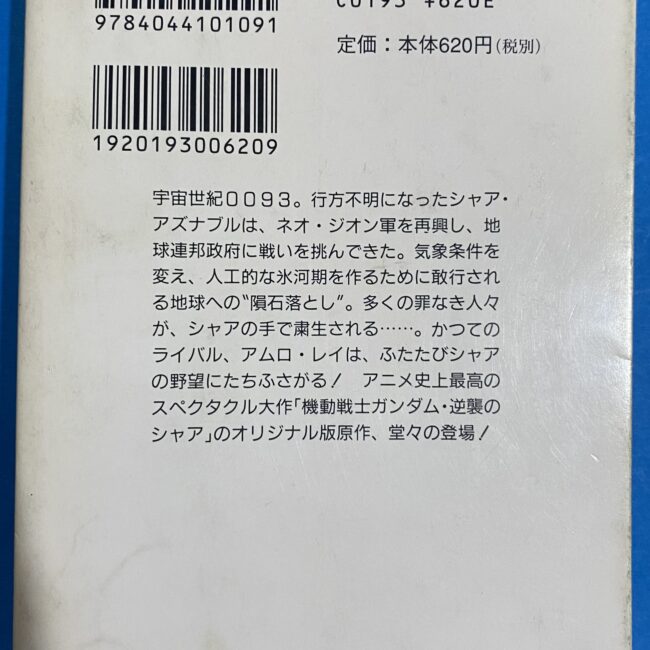 9784044101091
C0193 ¥620E
定価：本体620円（税別）
1920193006209
宇宙世紀００９３。行方不明になったシャア・
アズナブルは、ネオ・ジオン軍を再興し、地
球連邦政府に戦いを挑んできた。気象条件を
変え、人工的な氷河期を作るために敢行され
る地球への“隕石落とし”。多くの罪なき人々
が、シャアの手で粛生される……。かつての
ライバル、アムロ・レイは、ふたたびシャア
の野望にたちふさがる！　アニメ史上最高の
スペクタクル大作「機動戦士ガンダム・逆襲の
シャア」のオリジナル版原作、堂々の登場！